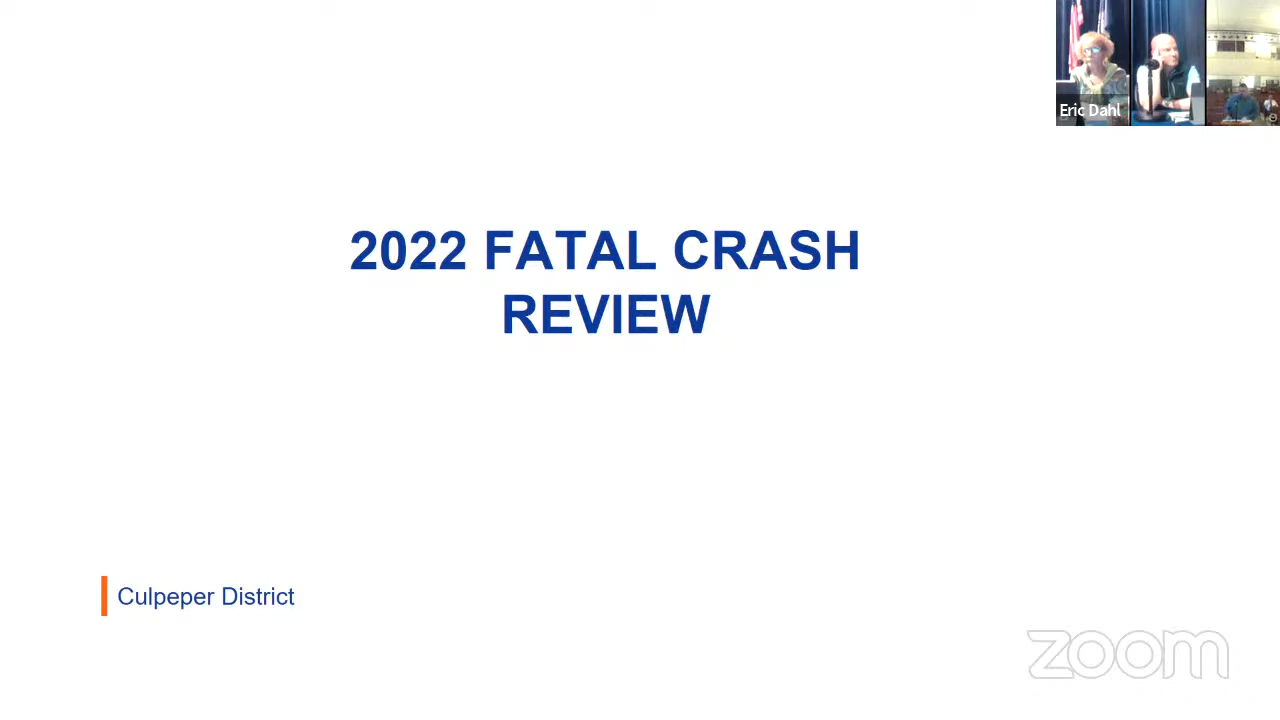 Eric Dahl
2022 FATAL CRASH
REVIEW
Culpeper District
zoom